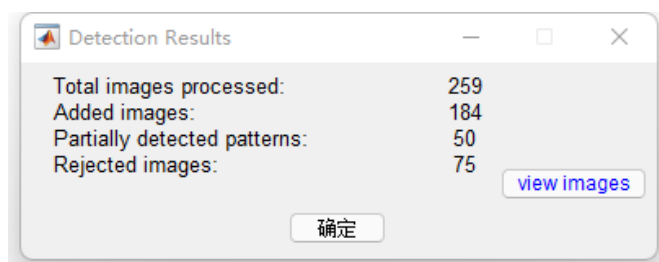 Detection Results
Total images processed: 259
Added images: 184
Partially detected patterns: 50
Rejected images: 75
view images
确定